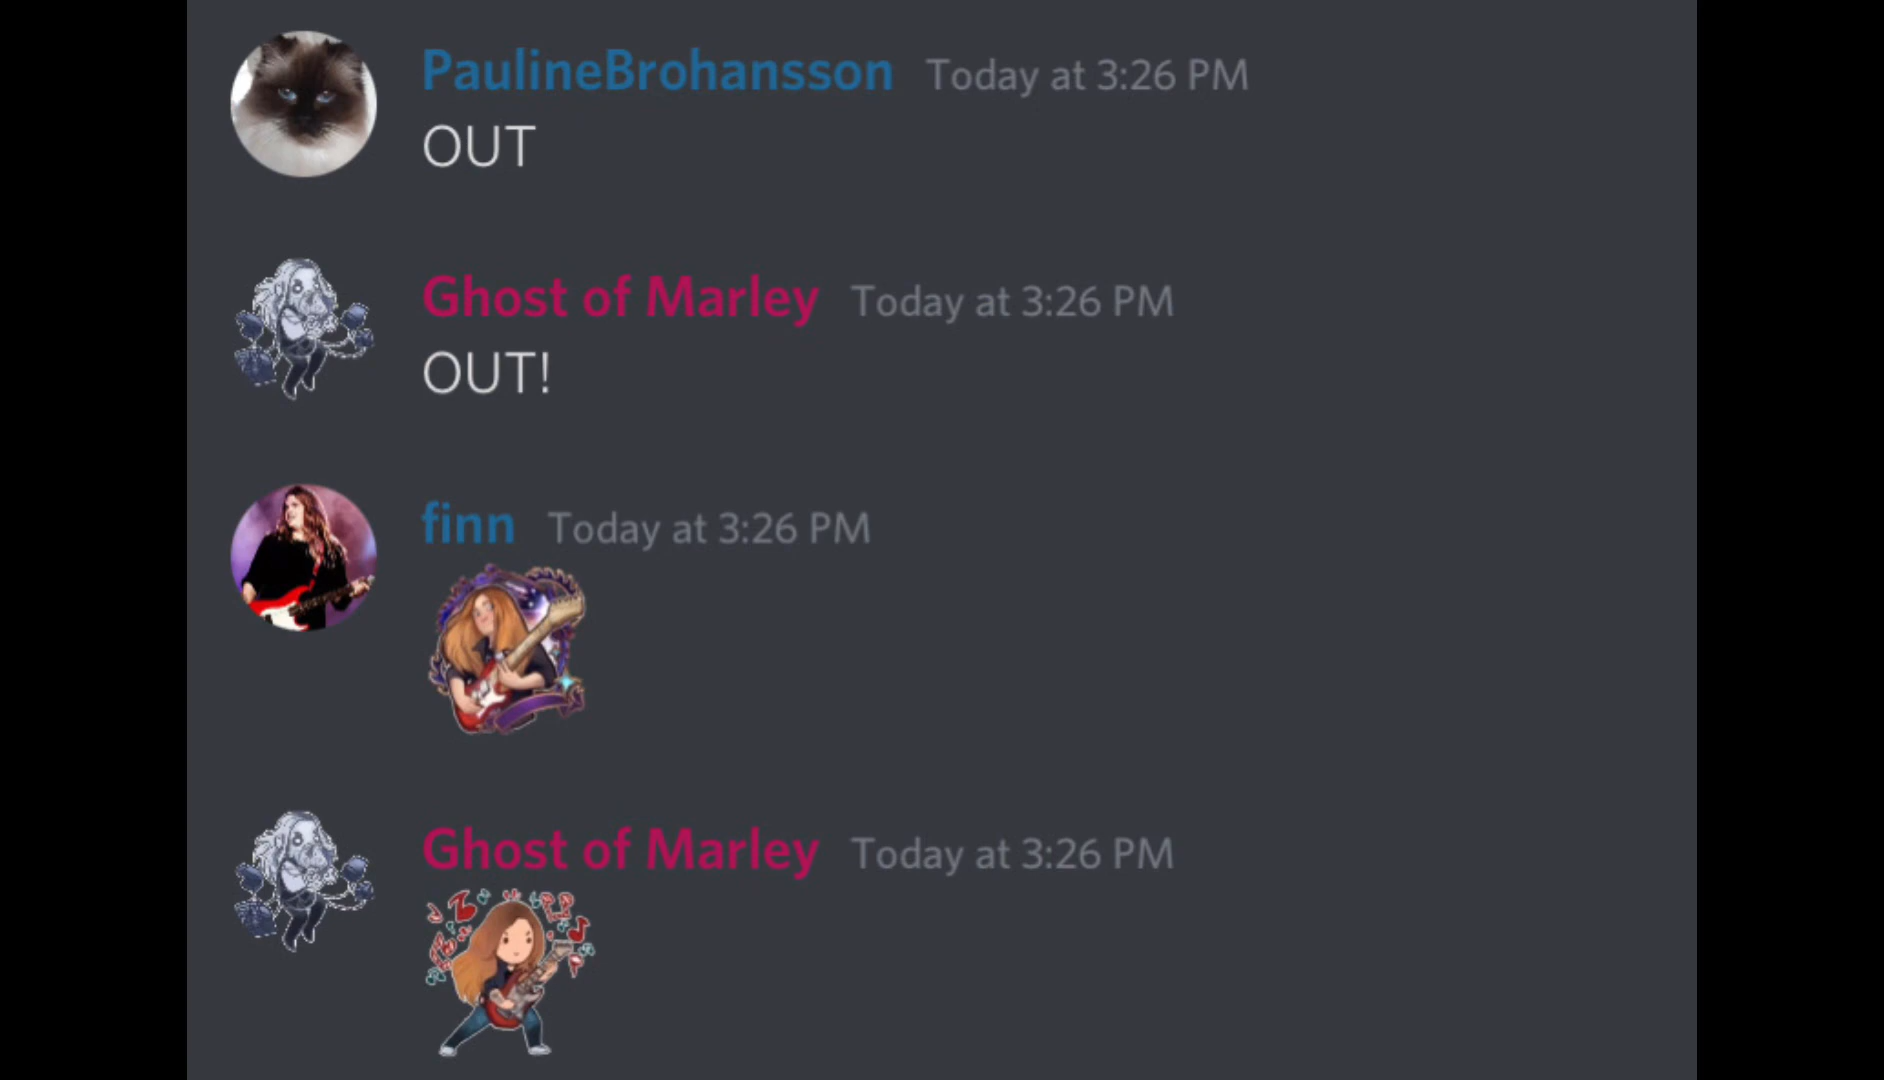 PaulineBrohansson Today at 3:26 PM
OUT
Ghost of Marley Today at 3:26 PM
OUT!
finn Today at 3:26 PM
Ghost of Marley Today at 3:26 PM